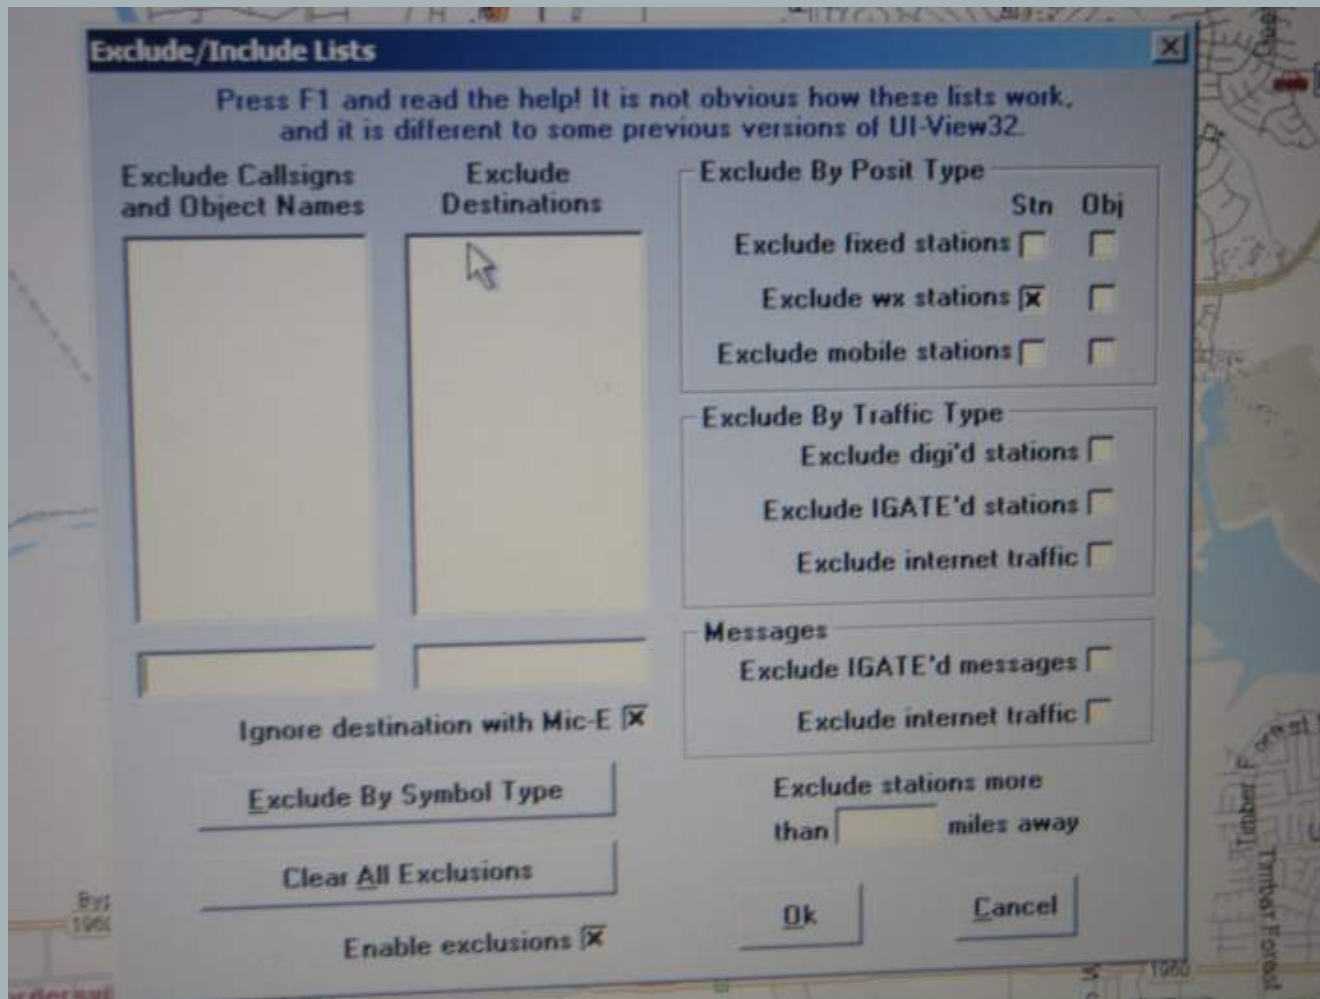 Exclude/Include Lists
Press F1 and read the help! It is not obvious how these lists work,
and it is different to some previous versions of UI-View32.
Exclude Callsigns
and Object Names
Exclude
Destinations
Exclude By Posit Type
Stn Obj
Exclude fixed stations
Exclude wx stations
Exclude mobile stations
Exclude By Traffic Type
Exclude digi'd stations
Exclude IGATE'd stations
Exclude internet traffic
Messages
Exclude IGATE'd messages
Exclude internet traffic
Ignore destination with Mic-E
Exclude By Symbol Type
Clear All Exclusions
Enable exclusions
Exclude stations more
than miles away
Ok
Cancel
1960
1960
Timber Forest
Timber Forest